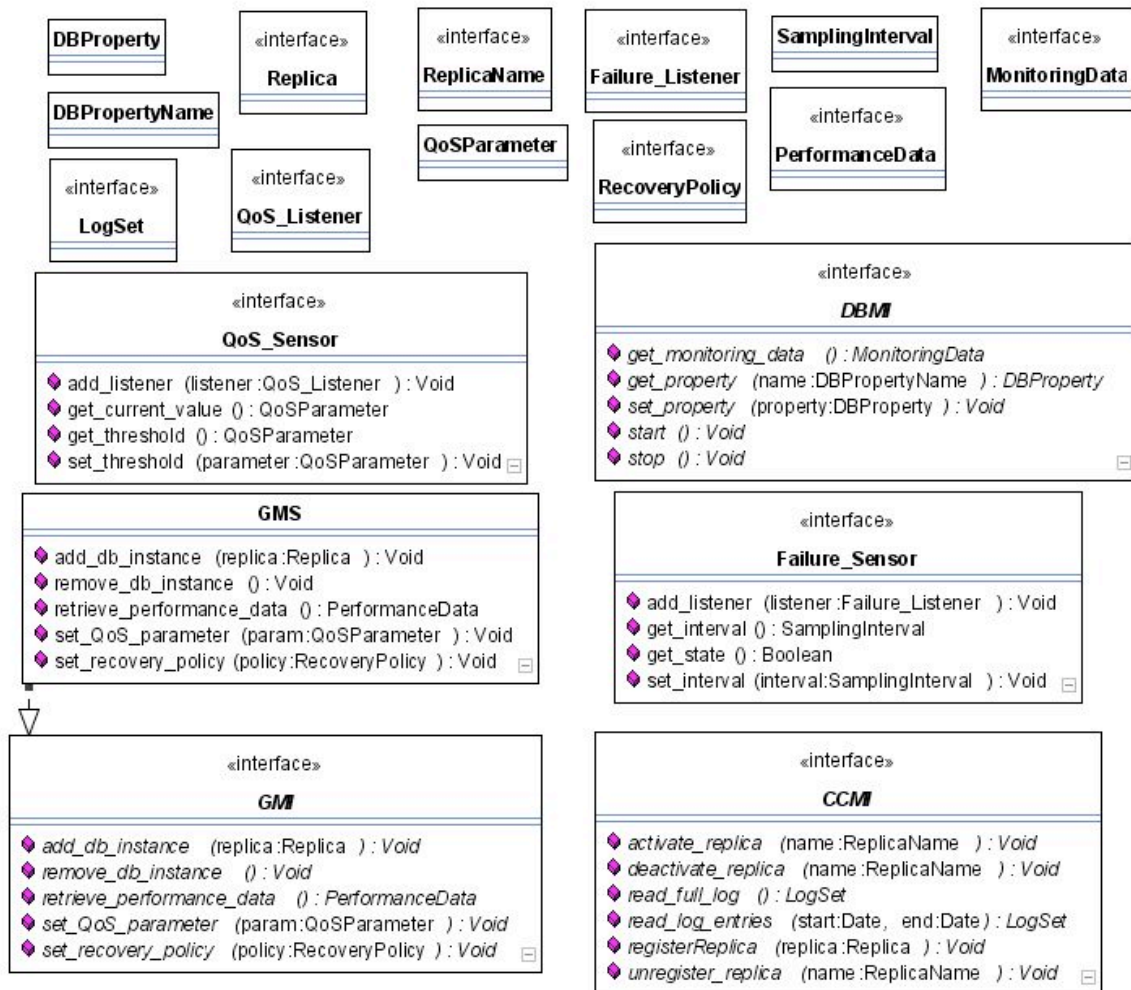 DBProperty
«interface»
Replica
«interface»
ReplicaName
«interface»
Failure_Listener
SamplingInterval
«interface»
MonitoringData
DBPropertyName
QoSParameter
«interface»
RecoveryPolicy
«interface»
PerformanceData
«interface»
LogSet
«interface»
QoS_Listener
«interface»
QoS_Sensor
add_listener (listener:QoS_Listener ) : Void
get_current_value () : QoSParameter
get_threshold () : QoSParameter
set_threshold (parameter:QoSParameter ) : Void
«interface»
DBMI
get_monitoring_data () : MonitoringData
get_property (name:DBPropertyName ) : DBProperty
set_property (property:DBProperty ) : Void
start () : Void
stop () : Void
GMS
add_db_instance (replica:Replica ) : Void
remove_db_instance () : Void
retrieve_performance_data () : PerformanceData
set_QoS_parameter (param:QoSParameter ) : Void
set_recovery_policy (policy:RecoveryPolicy ) : Void
«interface»
Failure_Sensor
add_listener (listener:Failure_Listener ) : Void
get_interval () : SamplingInterval
get_state () : Boolean
set_interval (interval:SamplingInterval ) : Void
«interface»
GMI
add_db_instance (replica:Replica ) : Void
remove_db_instance () : Void
retrieve_performance_data () : PerformanceData
set_QoS_parameter (param:QoSParameter ) : Void
set_recovery_policy (policy:RecoveryPolicy ) : Void
«interface»
CCMI
activate_replica (name:ReplicaName ) : Void
deactivate_replica (name:ReplicaName ) : Void
read_full_log () : LogSet
read_log_entries (start:Date, end:Date) : LogSet
registerReplica (replica:Replica ) : Void
unregister_replica (name:ReplicaName ) : Void